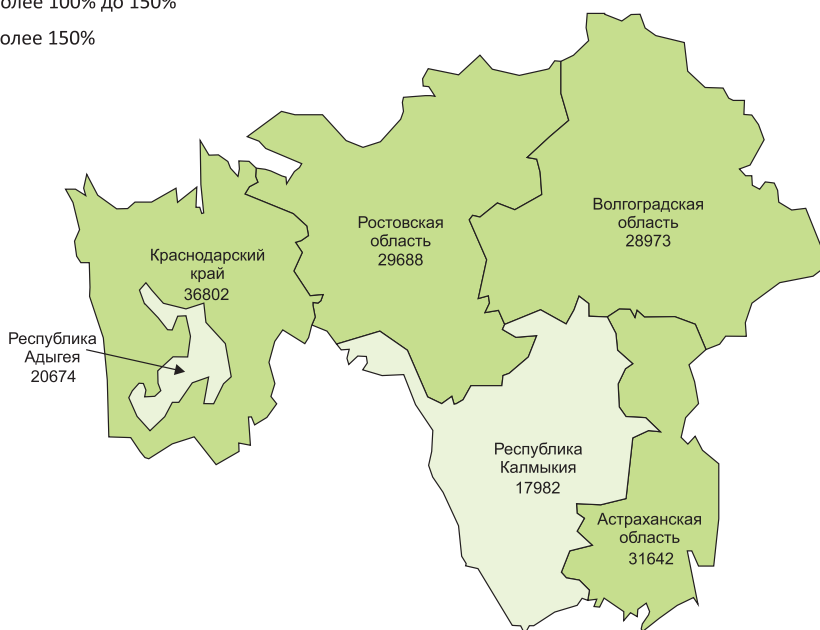 олее 100% до 150%
олее 150%
Волгоградская
область
28973
Ростовская
область
29688
Краснодарский
край
36802
Республика
Адыгея
20674
Республика
Калмыкия
17982
Астраханская
область
31642